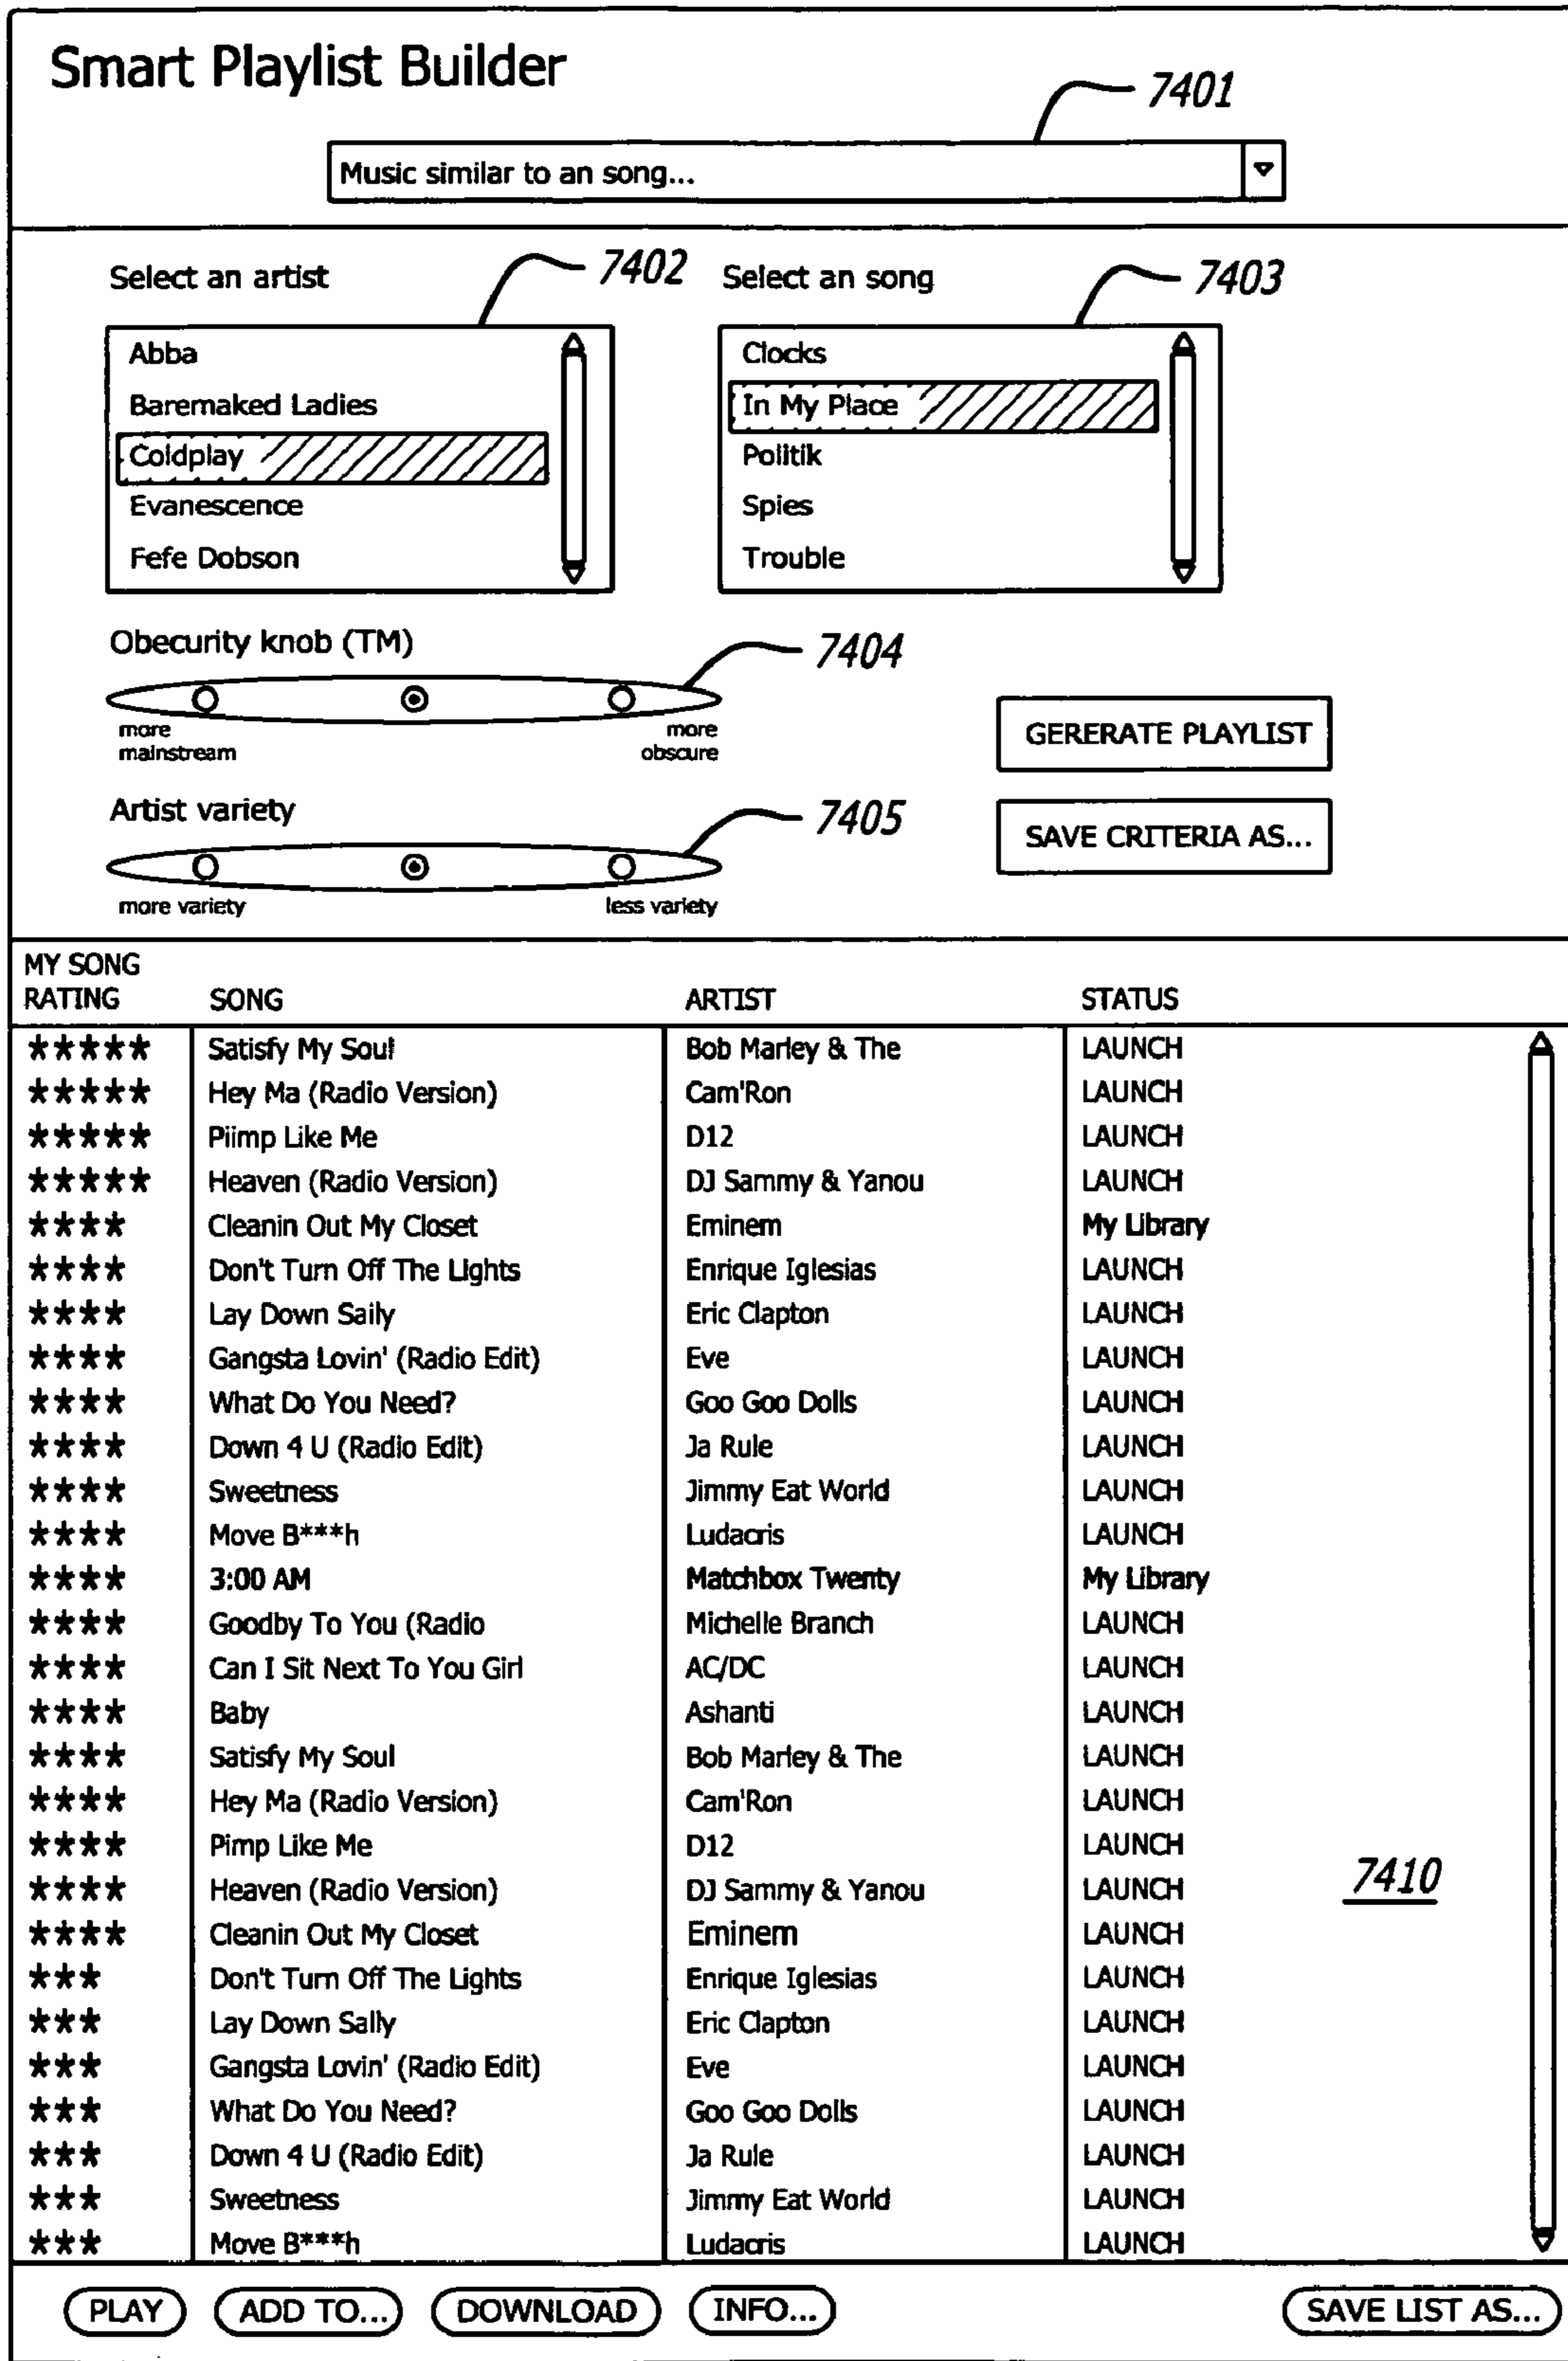 Smart Playlist Builder
7401
Music similar to an song...
Select an artist 7402 Select an song 7403
Abba Clocks
Baremaked Ladies In My Place
Coldplay Politik
Evanescence Spies
Fefe Dobson Trouble
Obecurity knob (TM) 7404
more mainstream more obscure
GERERATE PLAYLIST
Artist variety 7405
SAVE CRITERIA AS...
more variety less variety
MY SONG
RATING SONG ARTIST STATUS
***** Satisfy My Soul Bob Marley & The LAUNCH
***** Hey Ma (Radio Version) Cam'Ron LAUNCH
***** Piimp Like Me D12 LAUNCH
***** Heaven (Radio Version) DJ Sammy & Yanou LAUNCH
**** Cleanin Out My Closet Eminem My Library
**** Don't Turn Off The Lights Enrique Iglesias LAUNCH
**** Lay Down Saily Eric Clapton LAUNCH
**** Gangsta Lovin' (Radio Edit) Eve LAUNCH
**** What Do You Need? Goo Goo Dolls LAUNCH
**** Down 4 U (Radio Edit) Ja Rule LAUNCH
**** Sweetness Jimmy Eat World LAUNCH
**** Move B***h Ludacris LAUNCH
**** 3:00 AM Matchbox Twenty My Library
**** Goodby To You (Radio Michelle Branch LAUNCH
**** Can I Sit Next To You Girl AC/DC LAUNCH
**** Baby Ashanti LAUNCH
**** Satisfy My Soul Bob Marley & The LAUNCH
**** Hey Ma (Radio Version) Cam'Ron LAUNCH
**** Pimp Like Me D12 LAUNCH
**** Heaven (Radio Version) DJ Sammy & Yanou LAUNCH 7410
**** Cleanin Out My Closet Eminem LAUNCH
*** Don't Turn Off The Lights Enrique Iglesias LAUNCH
*** Lay Down Sally Eric Clapton LAUNCH
*** Gangsta Lovin' (Radio Edit) Eve LAUNCH
*** What Do You Need? Goo Goo Dolls LAUNCH
*** Down 4 U (Radio Edit) Ja Rule LAUNCH
*** Sweetness Jimmy Eat World LAUNCH
*** Move B***h Ludacris LAUNCH
PLAY ADD TO... DOWNLOAD INFO... SAVE LIST AS...